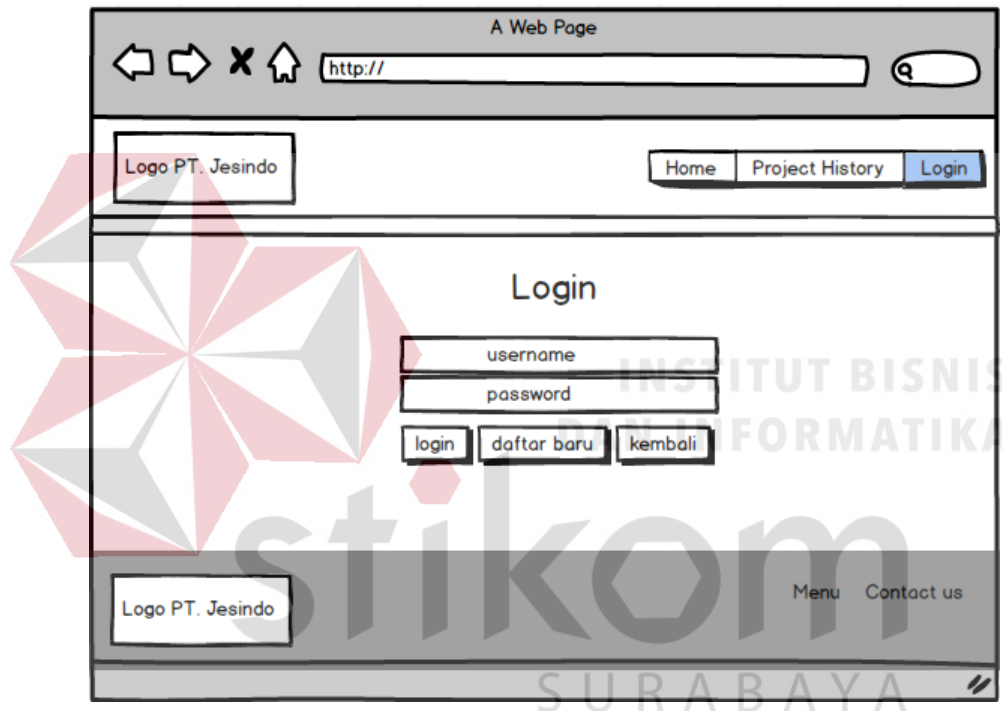 A Web Page
http://
Logo PT. Jesindo
Home Project History Login
Login
username
password
login daftar baru kembali
INSTITUT BISNIS
DAN INFORMATIKA
stikom
SURABAYA
Logo PT. Jesindo
Menu Contact us